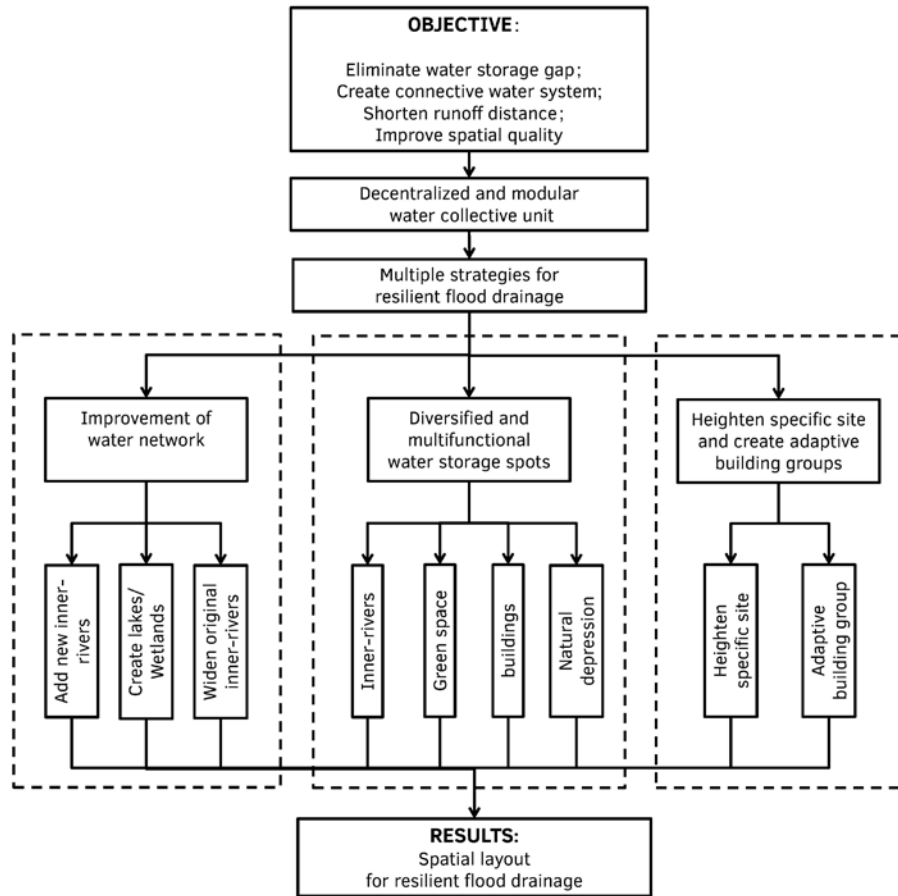 OBJECTIVE:
Eliminate water storage gap;
Create connective water system;
Shorten runoff distance;
Improve spatial quality
Decentralized and modular
water collective unit
Multiple strategies for
resilient flood drainage
Improvement of
water network
Diversified and
multifunctional
water storage spots
Heighten specific site
and create adaptive
building groups
Add new inner-
rivers
Create lakes/
Wetlands
Widen original
inner-rivers
Inner-rivers
Green space
buildings
Natural
depression
Heighten
specific site
Adaptive
building group
RESULTS:
Spatial layout
for resilient flood drainage